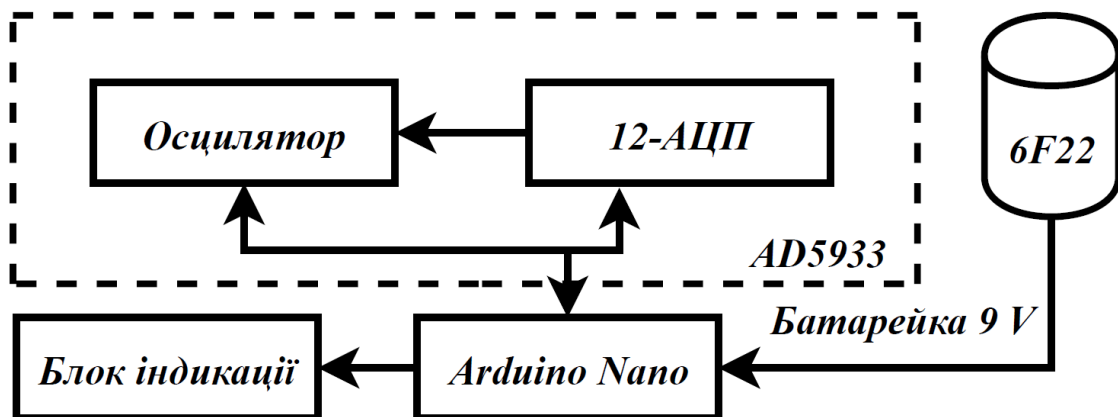 Осцилятор
12-АЦП
6F22
AD5933
Батарейка 9 V
Блок індикації
Arduino Nano